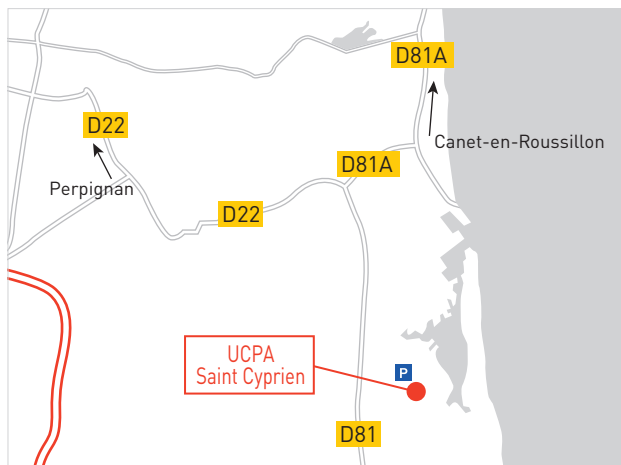 D81A
D22
Canet-en-Roussillon
D81A
Perpignan
D22
UCPA
Saint Cyprien
P
D81